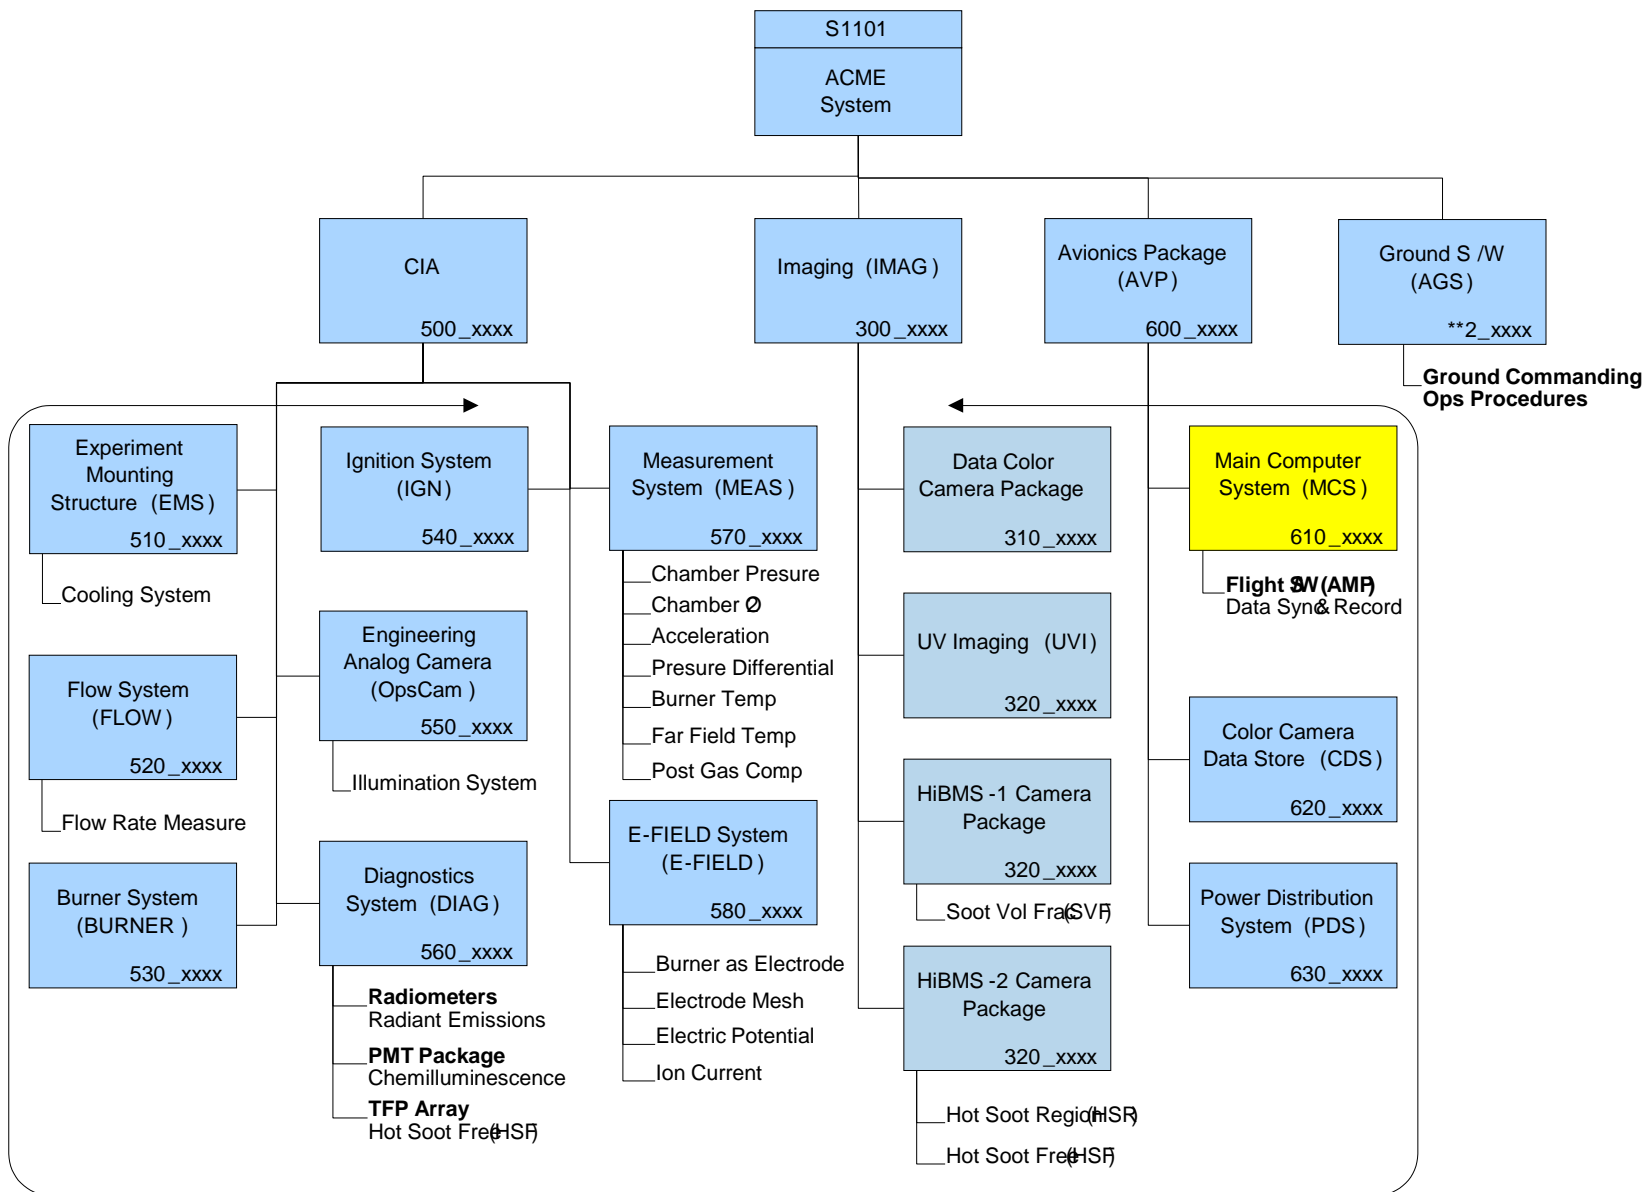 S1101
ACME
System
CIA
500_xxxx
Imaging (IMAG)
300_xxxx
Avionics Package
(AVP)
600_xxxx
Ground S/W
(AGS)
**2_xxxx
Ground Commanding
Ops Procedures
Experiment
Mounting
Structure (EMS)
510_xxxx
Cooling System
Flow System
(FLOW)
520_xxxx
Flow Rate Measure
Burner System
(BURNER)
530_xxxx
Ignition System
(IGN)
540_xxxx
Engineering
Analog Camera
(OpsCam)
550_xxxx
Illumination System
Diagnostics
System (DIAG)
560_xxxx
Radiometers
Radiant Emissions
PMT Package
Chemilluminescence
TFP Array
Hot Soot Free (HSF)
Measurement
System (MEAS)
570_xxxx
Chamber Presure
Chamber O2
Acceleration
Presure Differential
Burner Temp
Far Field Temp
Post Gas Comp.
E-FIELD System
(E-FIELD)
580_xxxx
Burner as Electrode
Electrode Mesh
Electric Potential
Ion Current
Data Color
Camera Package
310_xxxx
UV Imaging (UVI)
320_xxxx
HiBMS-1 Camera
Package
320_xxxx
Soot Vol Frac (SVF)
HiBMS-2 Camera
Package
320_xxxx
Hot Soot Region (HSR)
Hot Soot Free (HSF)
Main Computer
System (MCS)
610_xxxx
Flight S/W (AMP)
Data Sync & Record
Color Camera
Data Store (CDS)
620_xxxx
Power Distribution
System (PDS)
630_xxxx